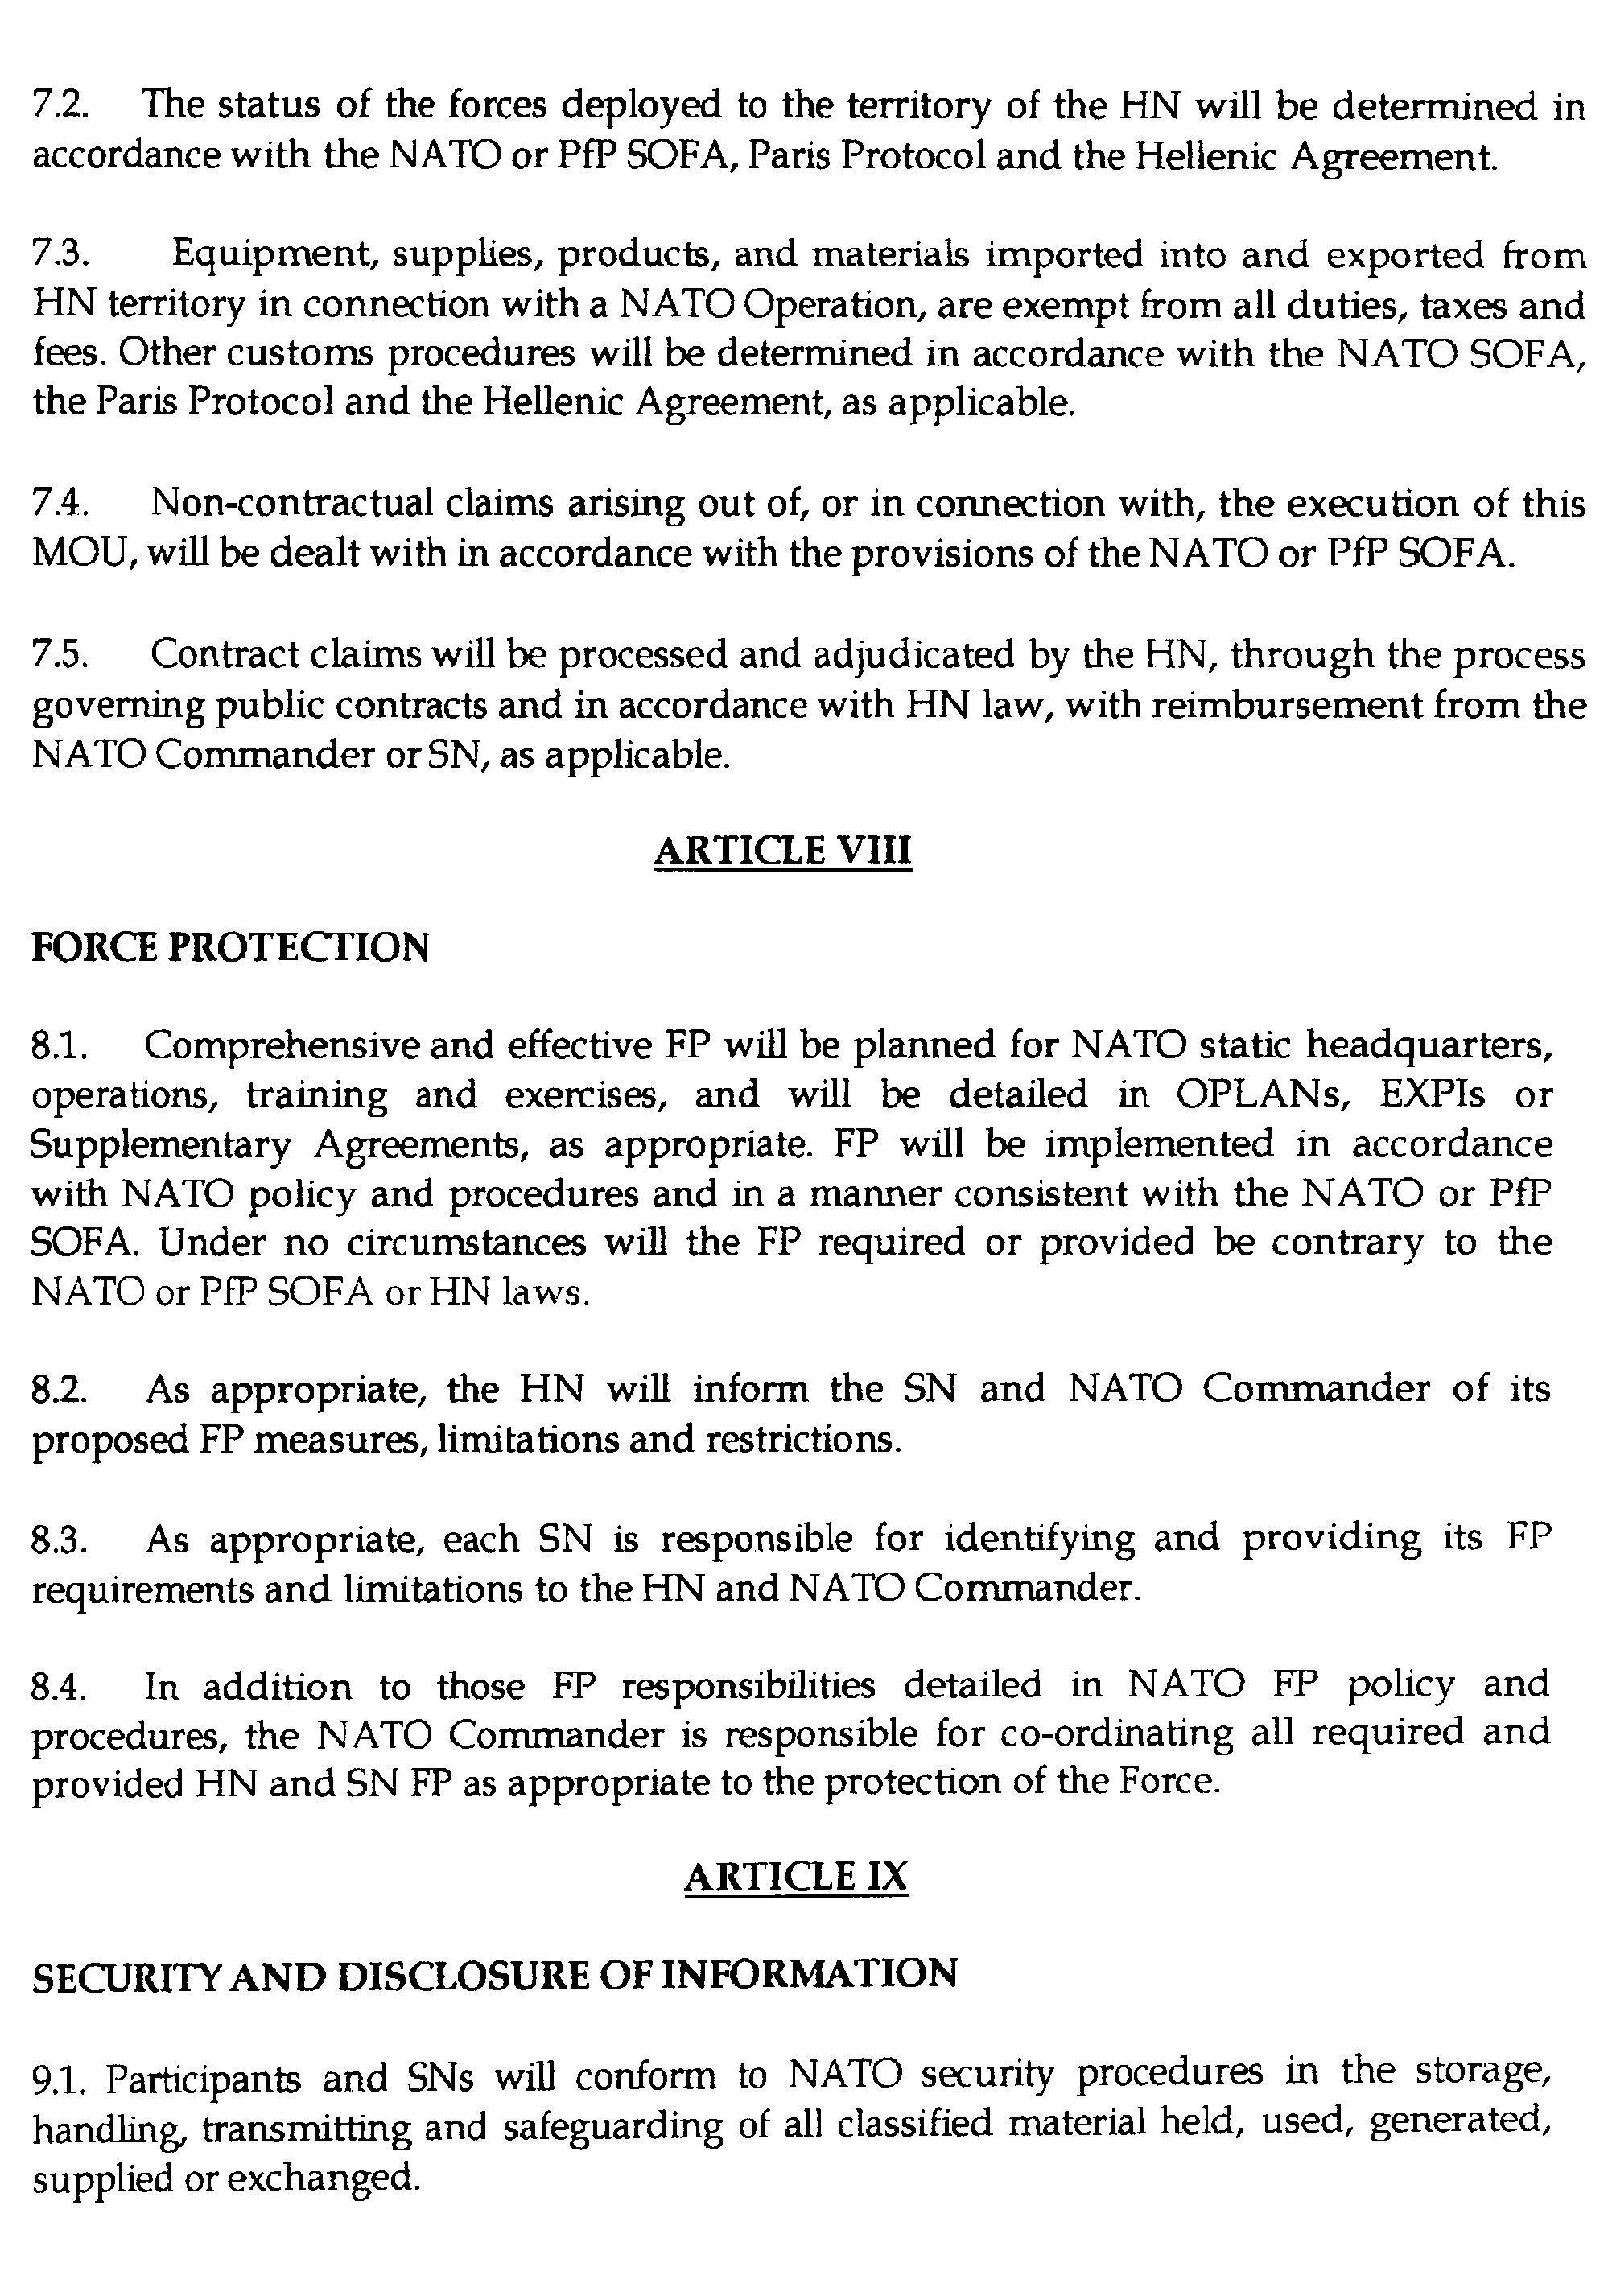 7.2. The status of the forces deployed to the territory of the HN will be determined in
accordance with the NATO or PfP SOFA, Paris Protocol and the Hellenic Agreement.
7.3. Equipment, supplies, products, and materials imported into and exported from
HN territory in connection with a NATO Operation, are exempt from all duties, taxes and
fees. Other customs procedures will be determined in accordance with the NATO SOFA,
the Paris Protocol and the Hellenic Agreement, as applicable.
7.4. Non-contractual claims arising out of, or in connection with, the execution of this
MOU, will be dealt with in accordance with the provisions of the NATO or PfP SOFA.
7.5. Contract claims will be processed and adjudicated by the HN, through the process
governing public contracts and in accordance with HN law, with reimbursement from the
NATO Commander or SN, as applicable.
ARTICLE VIII
FORCE PROTECTION
8.1. Comprehensive and effective FP will be planned for NATO static headquarters,
operations, training and exercises, and will be detailed in OPLANs, EXPIs or
Supplementary Agreements, as appropriate. FP will be implemented in accordance
with NATO policy and procedures and in a manner consistent with the NATO or PfP
SOFA. Under no circumstances will the FP required or provided be contrary to the
NATO or PfP SOFA or HN laws.
8.2. As appropriate, the HN will inform the SN and NATO Commander of its
proposed FP measures, limitations and restrictions.
8.3. As appropriate, each SN is responsible for identifying and providing its FP
requirements and limitations to the HN and NATO Commander.
8.4. In addition to those FP responsibilities detailed in NATO FP policy and
procedures, the NATO Commander is responsible for co-ordinating all required and
provided HN and SN FP as appropriate to the protection of the Force.
ARTICLE IX
SECURITY AND DISCLOSURE OF INFORMATION
9.1. Participants and SNs will conform to NATO security procedures in the storage,
handling, transmitting and safeguarding of all classified material held, used, generated,
supplied or exchanged.